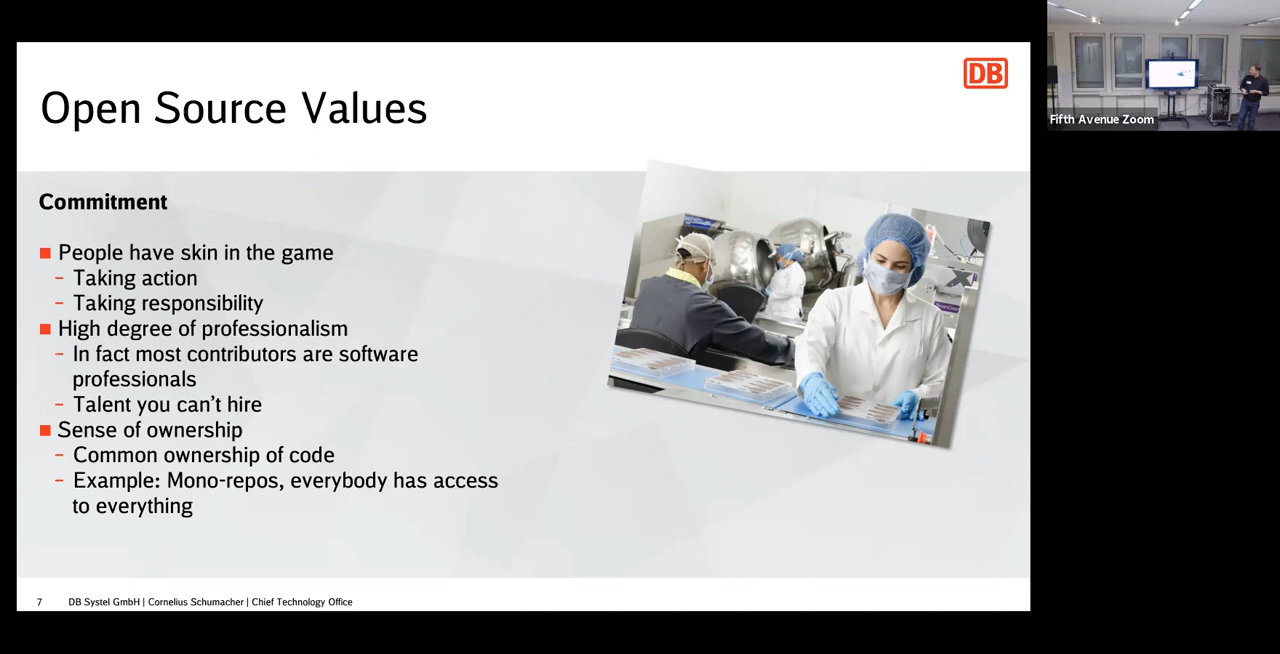 DB
Open Source Values
Commitment
People have skin in the game
– Taking action
– Taking responsibility
High degree of professionalism
– In fact most contributors are software
professionals
– Talent you can't hire
Sense of ownership
– Common ownership of code
– Example: Mono-repos, everybody has access
to everything
7 DB Systel GmbH | Cornelius Schumacher | Chief Technology Office
Fifth Avenue Zoom